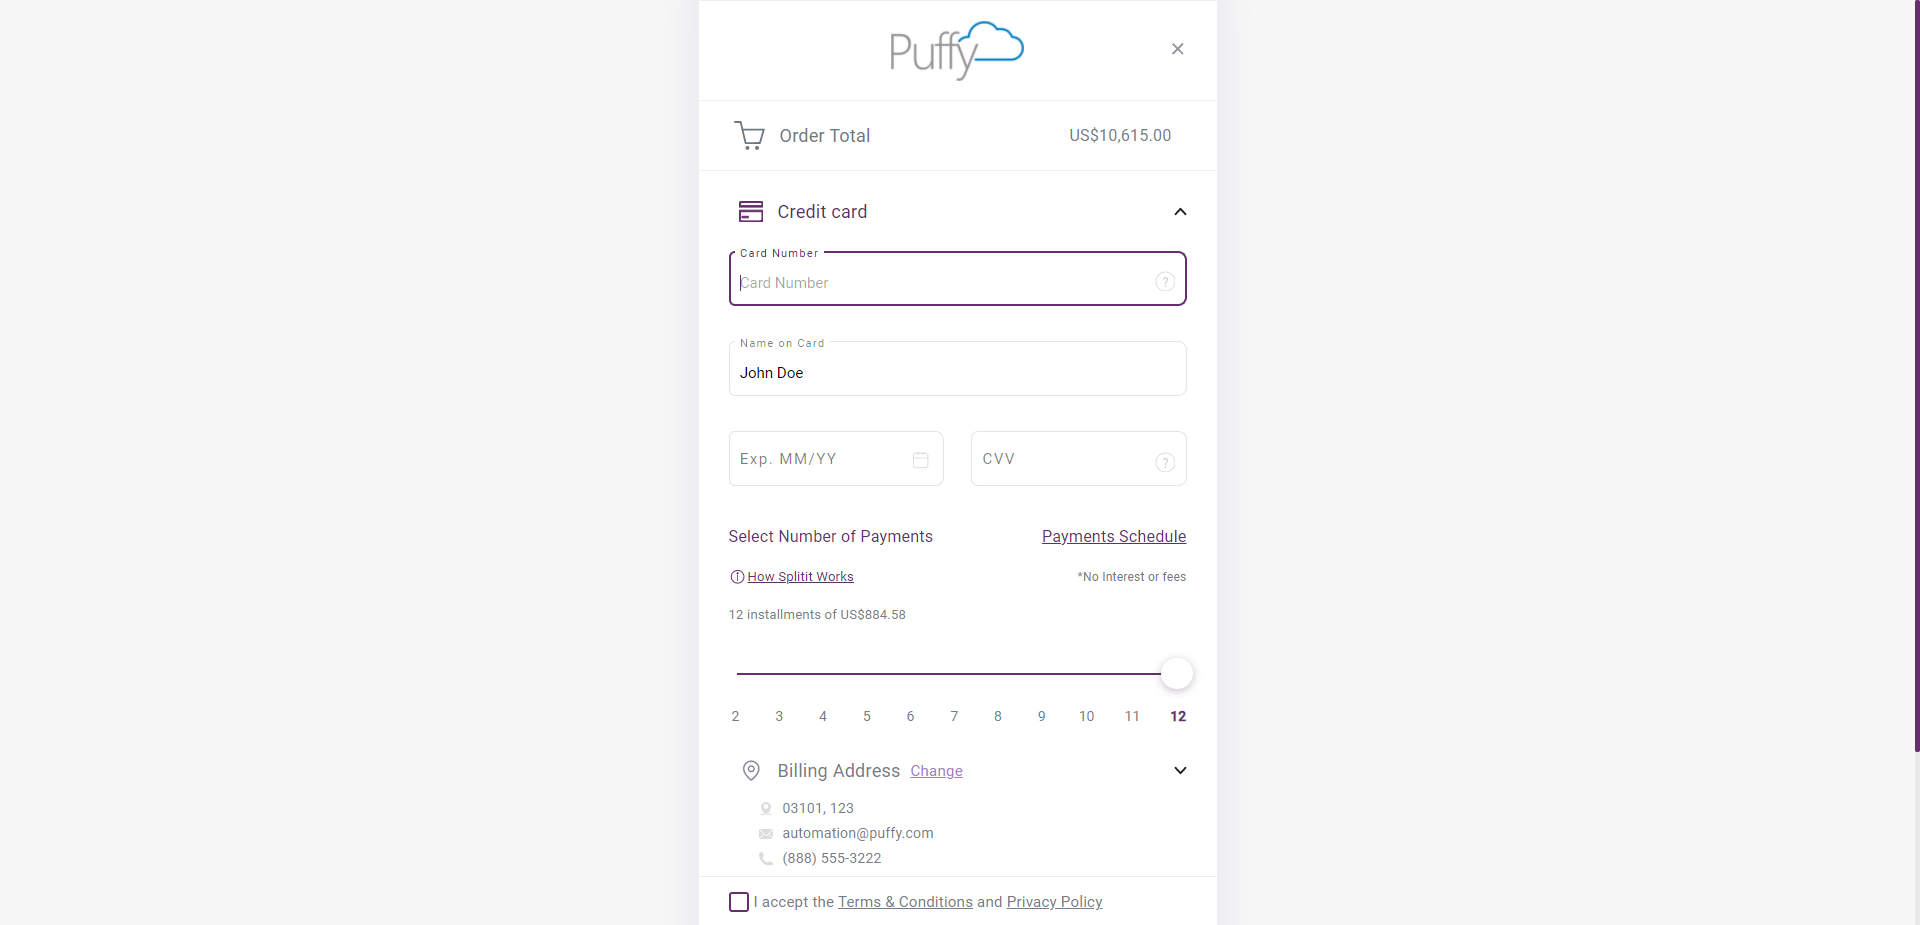 Puffy
Order Total US$10,615.00
Credit card
Card Number
Card Number
Name on Card
John Doe
Exp. MM/YY CVV
Select Number of Payments Payments Schedule
How Splitit Works *No Interest or fees
12 installments of US$884.58
2 3 4 5 6 7 8 9 10 11 12
Billing Address Change
03101, 123
automation@puffy.com
(888) 555-3222
I accept the Terms & Conditions and Privacy Policy